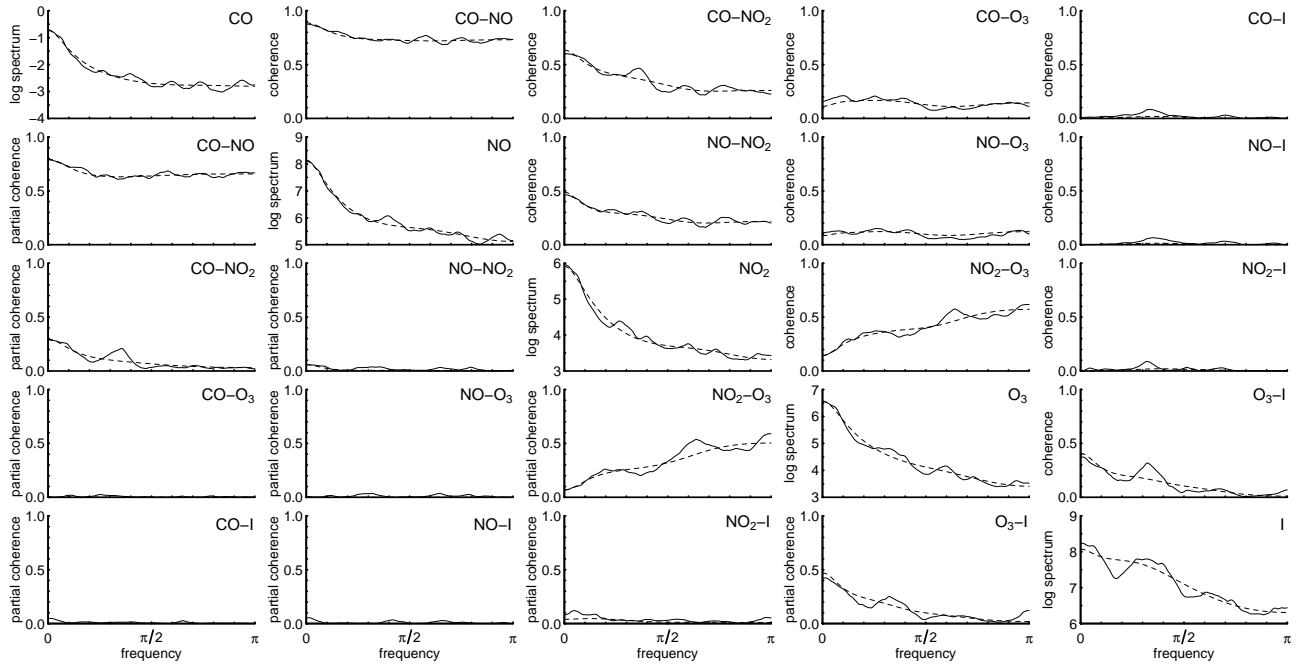 CO
log spectrum
0
−1
−2
−3
−4
CO−NO
coherence
1.0
0.5
0.0
CO−NO₂
coherence
1.0
0.5
0.0
CO−O₃
coherence
1.0
0.5
0.0
CO−I
coherence
1.0
0.5
0.0
CO−NO
partial coherence
1.0
0.5
0.0
NO
log spectrum
9
8
7
6
5
NO−NO₂
coherence
1.0
0.5
0.0
NO−O₃
coherence
1.0
0.5
0.0
NO−I
coherence
1.0
0.5
0.0
CO−NO₂
partial coherence
1.0
0.5
0.0
NO−NO₂
partial coherence
1.0
0.5
0.0
NO₂
log spectrum
6
5
4
3
NO₂−O₃
coherence
1.0
0.5
0.0
NO₂−I
coherence
1.0
0.5
0.0
CO−O₃
partial coherence
1.0
0.5
0.0
NO−O₃
partial coherence
1.0
0.5
0.0
NO₂−O₃
partial coherence
1.0
0.5
0.0
O₃
log spectrum
7
6
5
4
3
O₃−I
coherence
1.0
0.5
0.0
CO−I
partial coherence
1.0
0.5
0.0
0 π/2 π
frequency
NO−I
partial coherence
1.0
0.5
0.0
0 π/2 π
frequency
NO₂−I
partial coherence
1.0
0.5
0.0
0 π/2 π
frequency
O₃−I
partial coherence
1.0
0.5
0.0
0 π/2 π
frequency
I
log spectrum
9
8
7
6
0 π/2 π
frequency